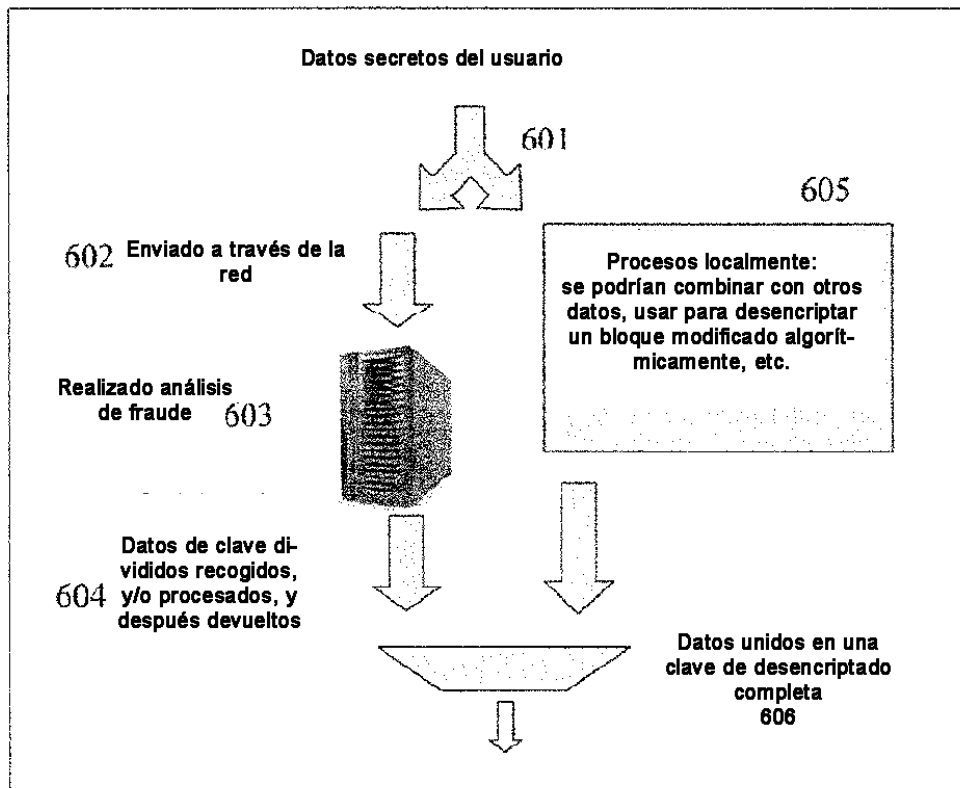 Datos secretos del usuario
601
605
602 Enviado a través de la
red
Procesos localmente:
se podrían combinar con otros
datos, usar para desencriptar
un bloque modificado algorít-
micamente, etc.
Realizado análisis
de fraude 603
Datos de clave di-
vididos recogidos,
604 y/o procesados, y
después devueltos
Datos unidos en una
clave de desencriptado
completa
606